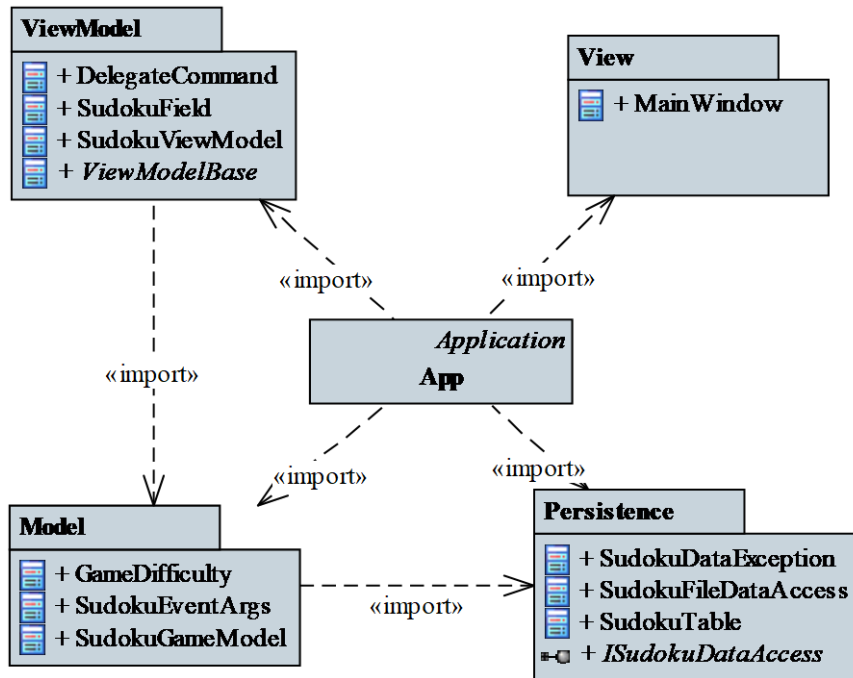 ViewModel
+ DelegateCommand
+ SudokuField
+ SudokuViewModel
+ ViewModelBase
View
+ MainWindow
«import»
«import»
Application
App
«import»
«import»
«import»
Model
+ GameDifficulty
+ SudokuEventArgs
+ SudokuGameModel
«import»
Persistence
+ SudokuDataException
+ SudokuFileDataAccess
+ SudokuTable
+ ISudokuDataAccess